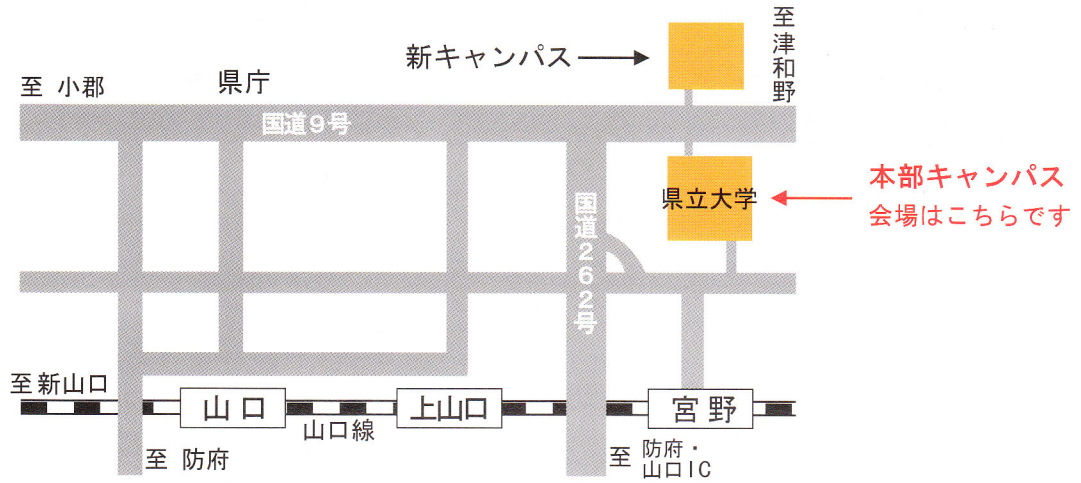 至津和野
新キャンパス
至 小郡
県庁
国道9号
本部キャンパス
県立大学
会場はこちらです
国道262号
至新山口
山口
上山口
宮野
山口線
至 防府
至 防府・
山口IC